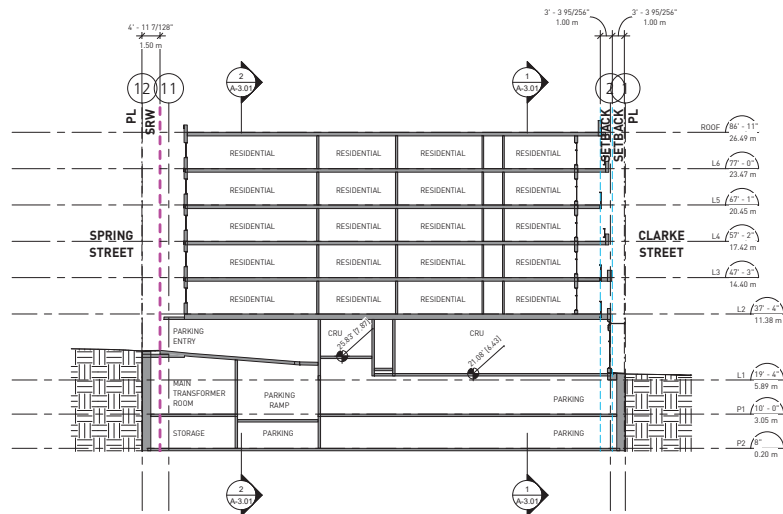 4' - 11 7/128"
1.50 m
3' - 3 95/256"
1.00 m
3' - 3 95/256"
1.00 m
12
11
2
A-3.01
1
A-3.01
2
1
PL
SRW
SETBACK
SETBACK
PL
ROOF
86' - 11"
26.49 m
RESIDENTIAL
RESIDENTIAL
RESIDENTIAL
RESIDENTIAL
L6
77' - 0"
23.47 m
RESIDENTIAL
RESIDENTIAL
RESIDENTIAL
RESIDENTIAL
L5
67' - 1"
20.45 m
RESIDENTIAL
RESIDENTIAL
RESIDENTIAL
RESIDENTIAL
SPRING
STREET
CLARKE
STREET
L4
57' - 2"
17.42 m
RESIDENTIAL
RESIDENTIAL
RESIDENTIAL
RESIDENTIAL
L3
47' - 3"
14.40 m
RESIDENTIAL
RESIDENTIAL
RESIDENTIAL
RESIDENTIAL
L2
37' - 4"
11.38 m
PARKING
ENTRY
CRU
25.83' [7.87]
CRU
21.08' [6.43]
L1
19' - 4"
5.89 m
MAIN
TRANSFORMER
ROOM
PARKING
RAMP
PARKING
P1
10' - 0"
3.05 m
STORAGE
PARKING
PARKING
P2
8"
0.20 m
2
A-3.01
1
A-3.01